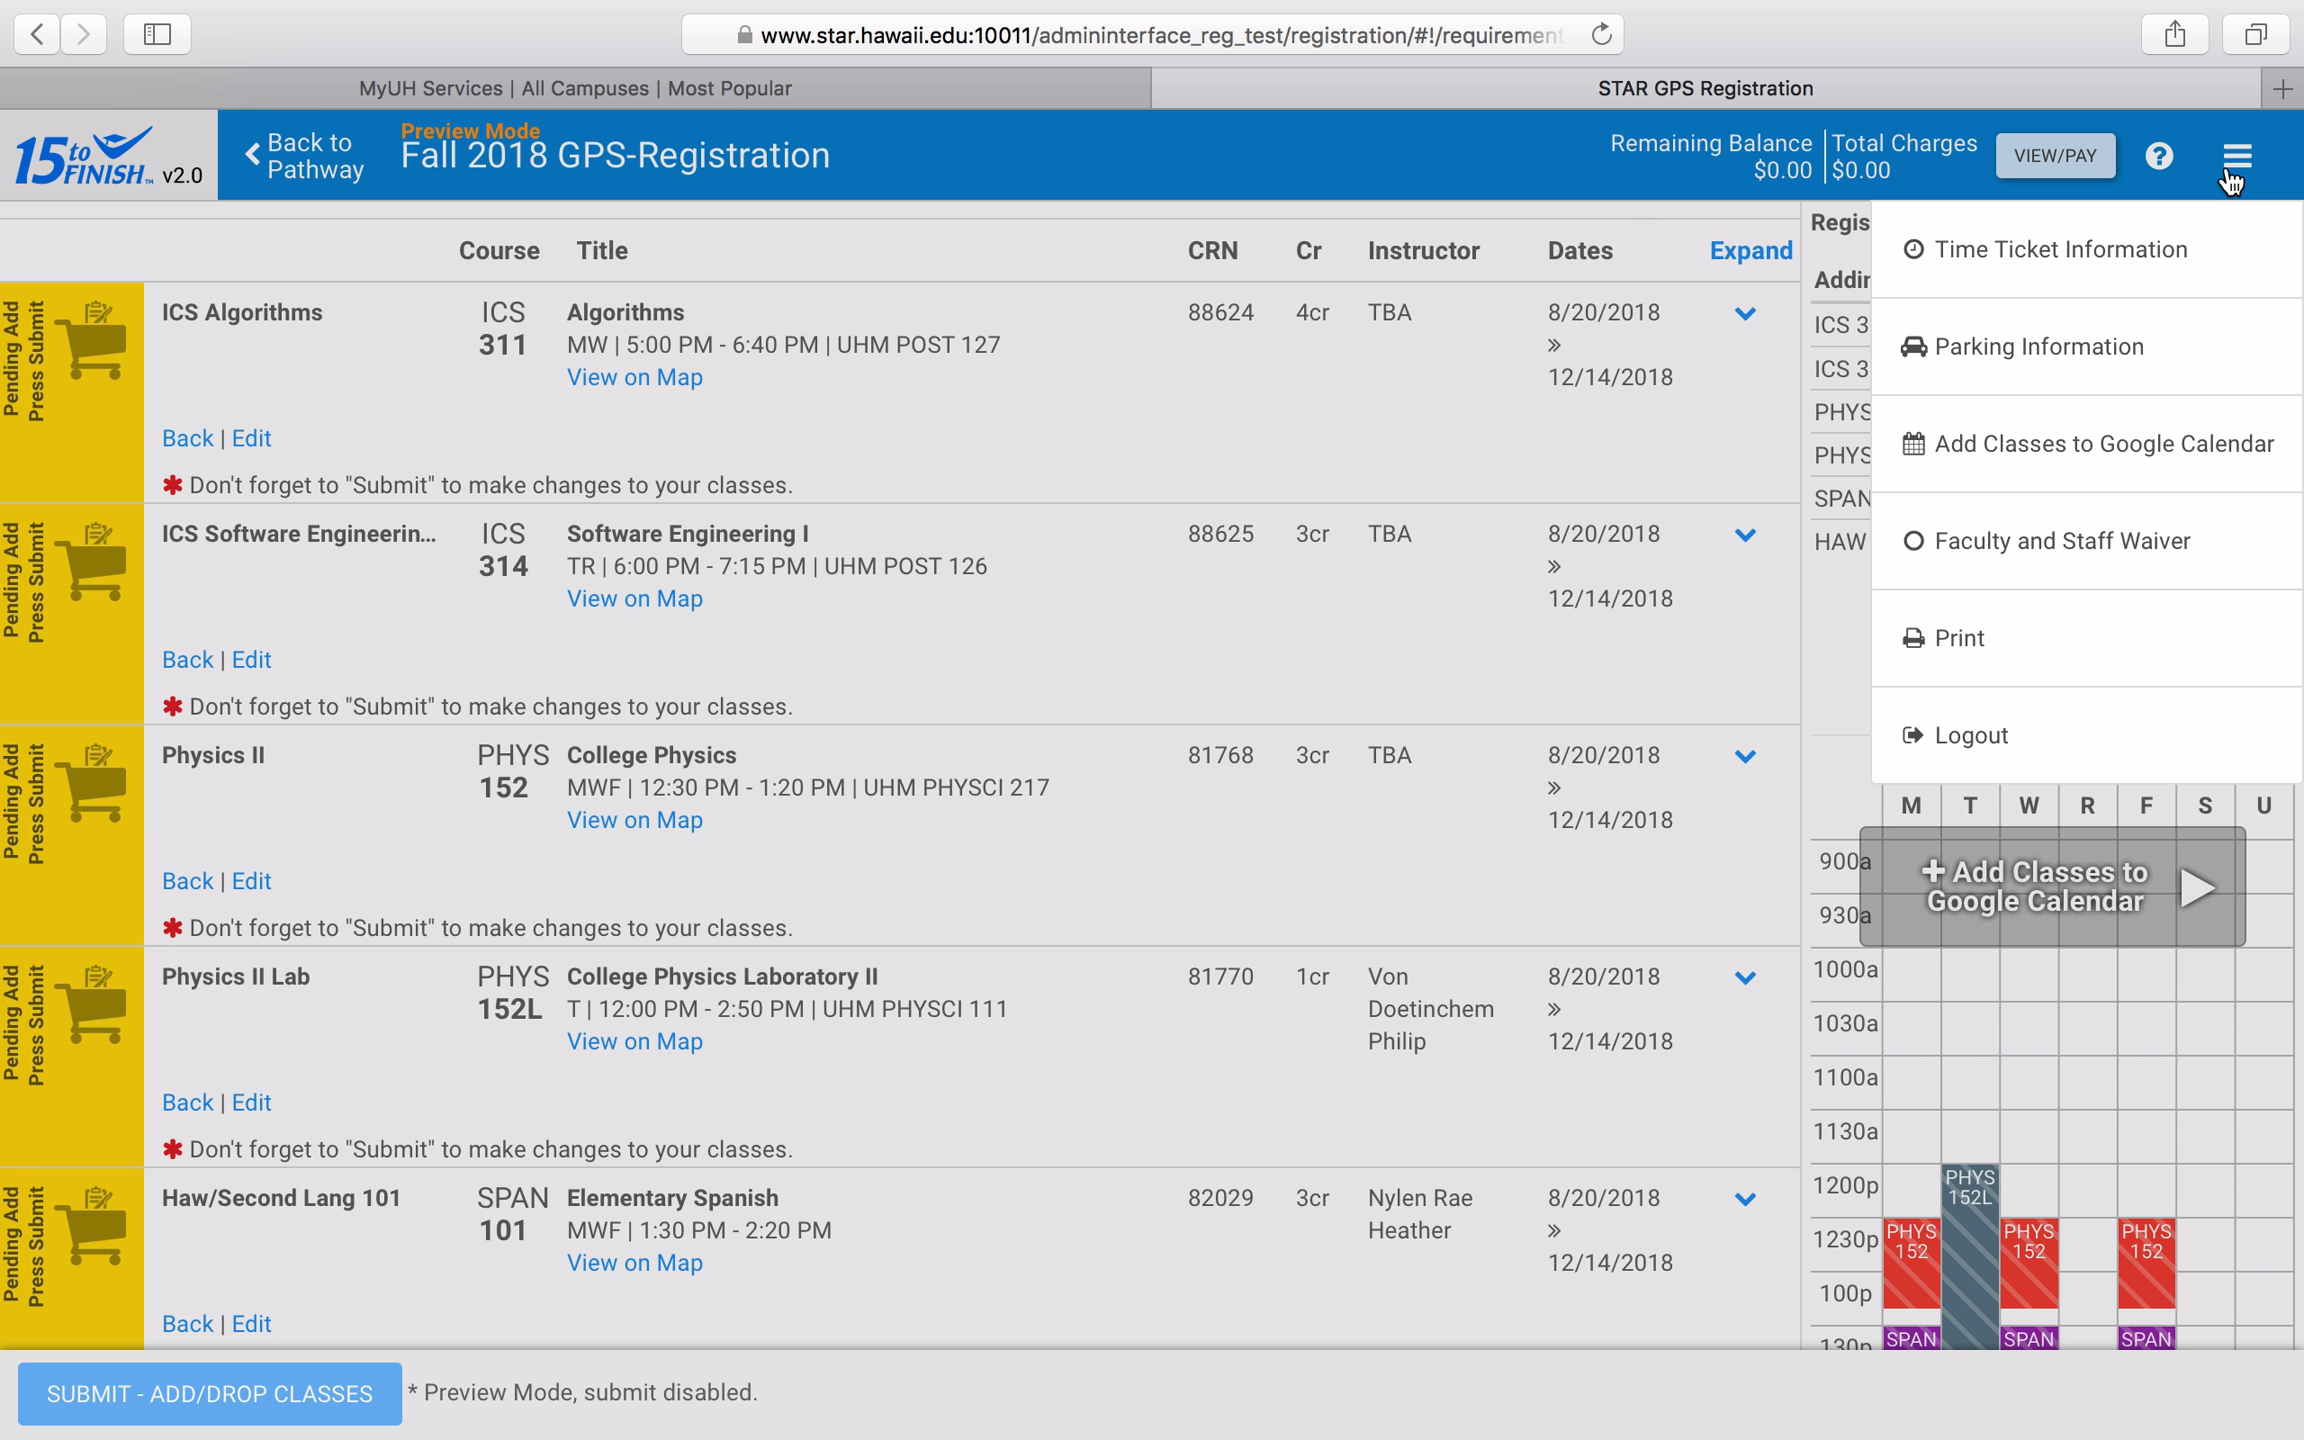 www.star.hawaii.edu:10011/admininterface_reg_test/registration/#!/requirement
MyUH Services | All Campuses | Most Popular
STAR GPS Registration
15 to FINISH™ v2.0
Back to Pathway
Preview Mode
Fall 2018 GPS-Registration
Remaining Balance
$0.00
Total Charges
$0.00
VIEW/PAY
?
Course Title CRN Cr Instructor Dates Expand
Pending Add
Press Submit
ICS Algorithms ICS Algorithms 88624 4cr TBA 8/20/2018
311 MW | 5:00 PM - 6:40 PM | UHM POST 127 »
View on Map 12/14/2018
Back | Edit
✱ Don't forget to "Submit" to make changes to your classes.
Pending Add
Press Submit
ICS Software Engineerin... ICS Software Engineering I 88625 3cr TBA 8/20/2018
314 TR | 6:00 PM - 7:15 PM | UHM POST 126 »
View on Map 12/14/2018
Back | Edit
✱ Don't forget to "Submit" to make changes to your classes.
Pending Add
Press Submit
Physics II PHYS College Physics 81768 3cr TBA 8/20/2018
152 MWF | 12:30 PM - 1:20 PM | UHM PHYSCI 217 »
View on Map 12/14/2018
Back | Edit
✱ Don't forget to "Submit" to make changes to your classes.
Pending Add
Press Submit
Physics II Lab PHYS College Physics Laboratory II 81770 1cr Von 8/20/2018
152L T | 12:00 PM - 2:50 PM | UHM PHYSCI 111 Doetinchem »
View on Map Philip 12/14/2018
Back | Edit
✱ Don't forget to "Submit" to make changes to your classes.
Pending Add
Press Submit
Haw/Second Lang 101 SPAN Elementary Spanish 82029 3cr Nylen Rae 8/20/2018
101 MWF | 1:30 PM - 2:20 PM Heather »
View on Map 12/14/2018
Back | Edit
Regis
Addir
ICS 3
ICS 3
PHYS
PHYS
SPAN
HAW
Time Ticket Information
Parking Information
Add Classes to Google Calendar
Faculty and Staff Waiver
Print
Logout
M T W R F S U
900a
930a
+ Add Classes to
Google Calendar
1000a
1030a
1100a
1130a
1200p PHYS 152L
1230p PHYS 152 PHYS 152 PHYS 152
100p
130p SPAN SPAN SPAN
SUBMIT - ADD/DROP CLASSES * Preview Mode, submit disabled.